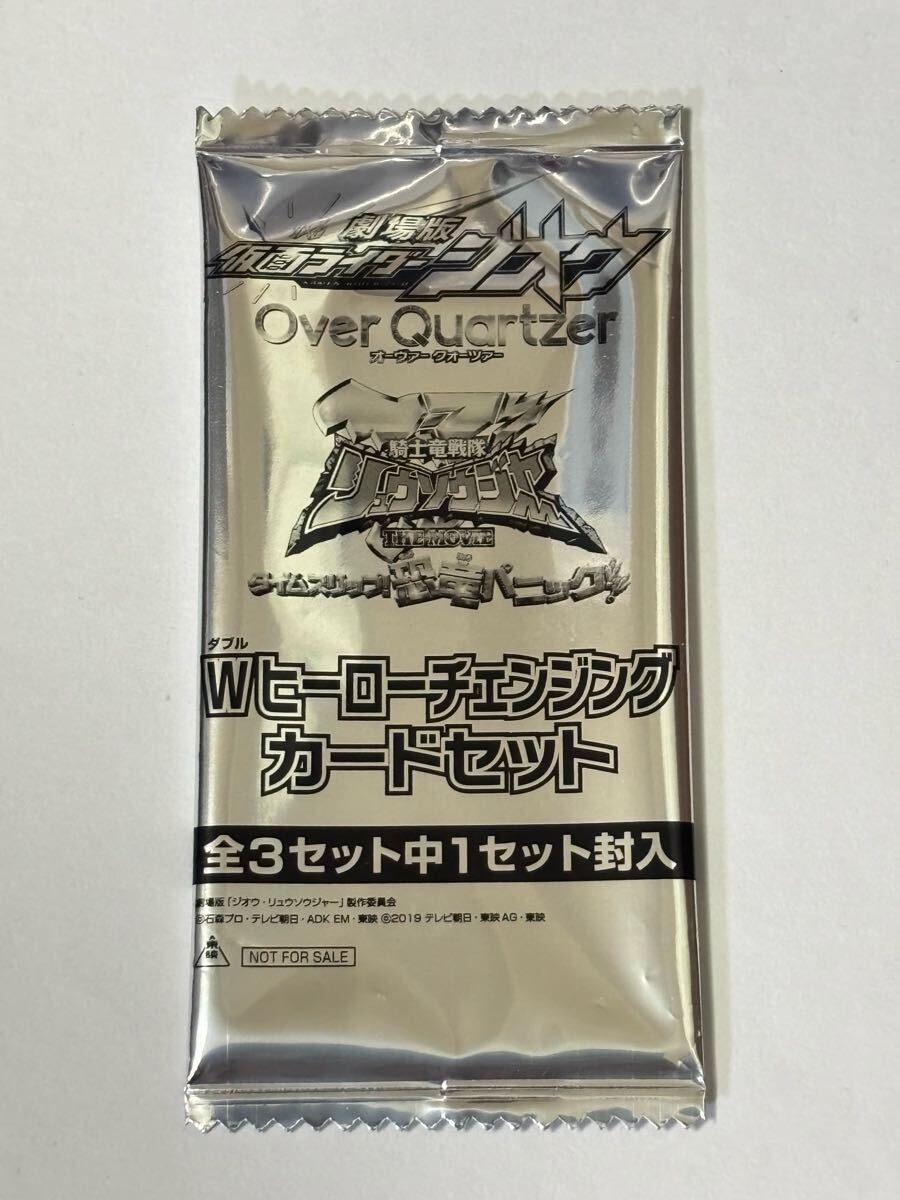 劇場版
仮面ライダージオウ
Over Quartzer
オーヴァー クォーツァー
騎士竜戦隊
リュウソウジャー
THE MOVIE
タイムスリップ!恐竜パニック!!
ダブル
Wヒーローチェンジング
カードセット
全3セット中1セット封入
劇場版「ジオウ・リュウソウジャー」製作委員会
©石森プロ・テレビ朝日・ADK EM・東映 ©2019 テレビ朝日・東映AG・東映
NOT FOR SALE